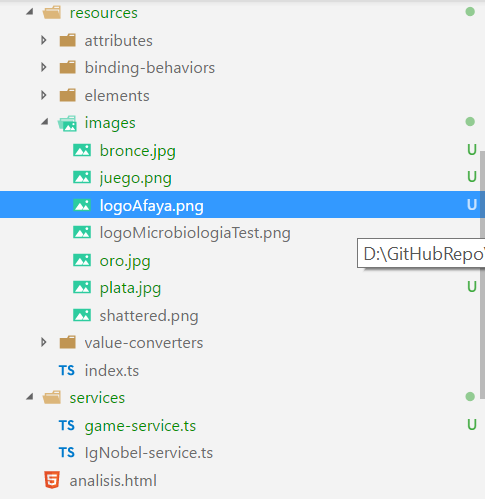 resources
attributes
binding-behaviors
elements
images
bronce.jpg U
juego.png U
logoAfaya.png U
logoMicrobiologiaTest.png
D:\GitHubRepo\
oro.jpg
plata.jpg U
shattered.png
value-converters
TS index.ts
services
TS game-service.ts U
TS IgNobel-service.ts
5 analisis.html